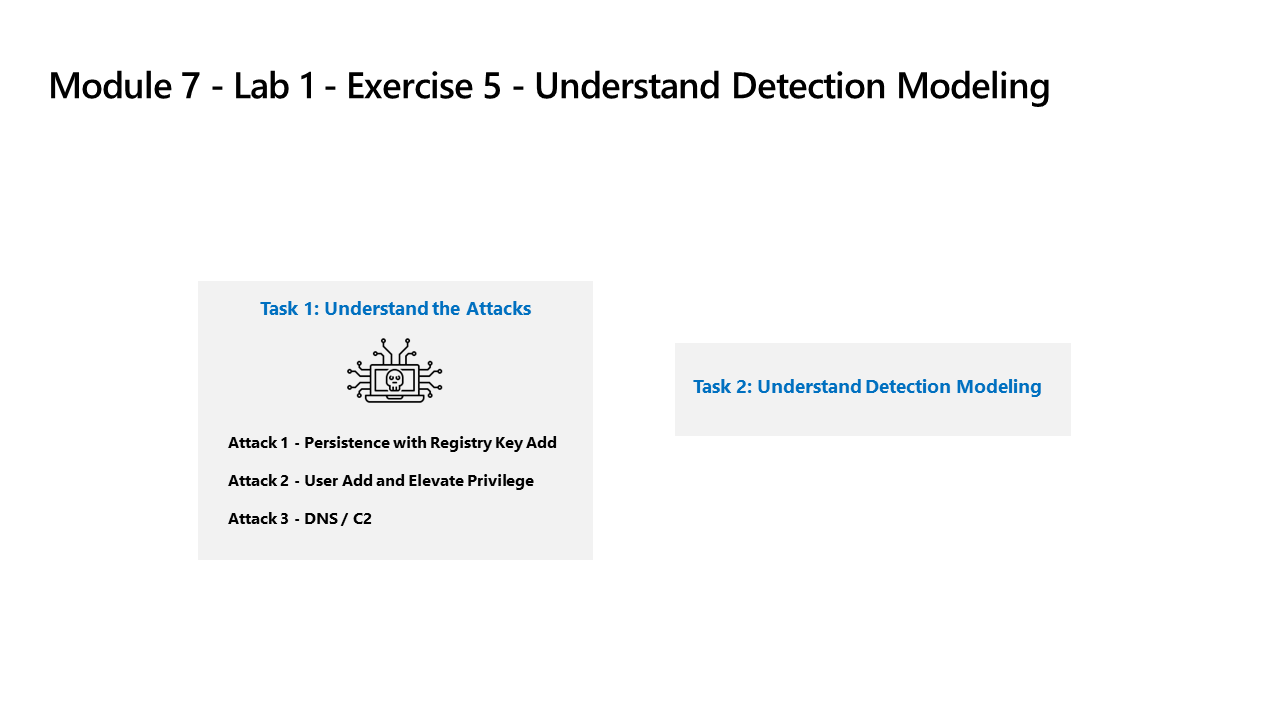 Module 7 - Lab 1 - Exercise 5 - Understand Detection Modeling
Task 1: Understand the Attacks
Attack 1 - Persistence with Registry Key Add
Attack 2 - User Add and Elevate Privilege
Attack 3 - DNS / C2
Task 2: Understand Detection Modeling